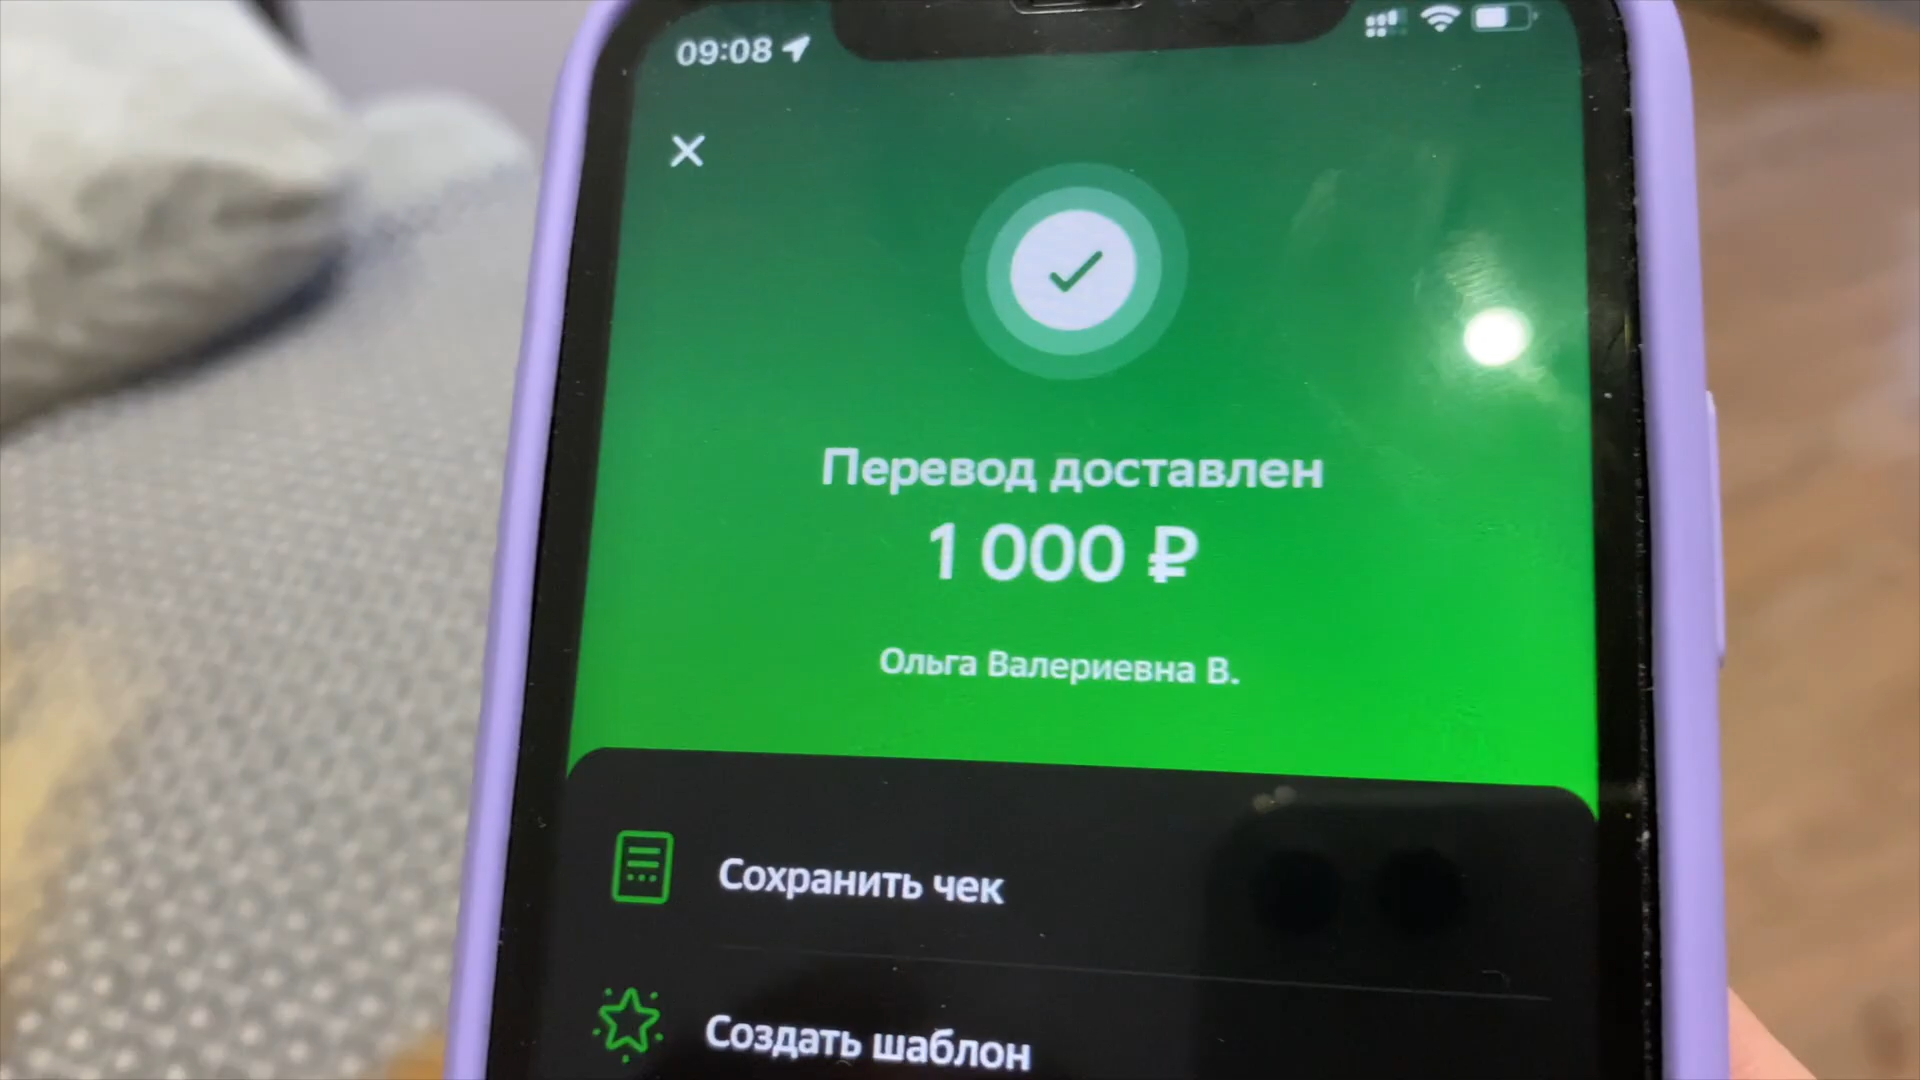 09:08
Перевод доставлен
1 000 ₽
Ольга Валериевна В.
Сохранить чек
Создать шаблон